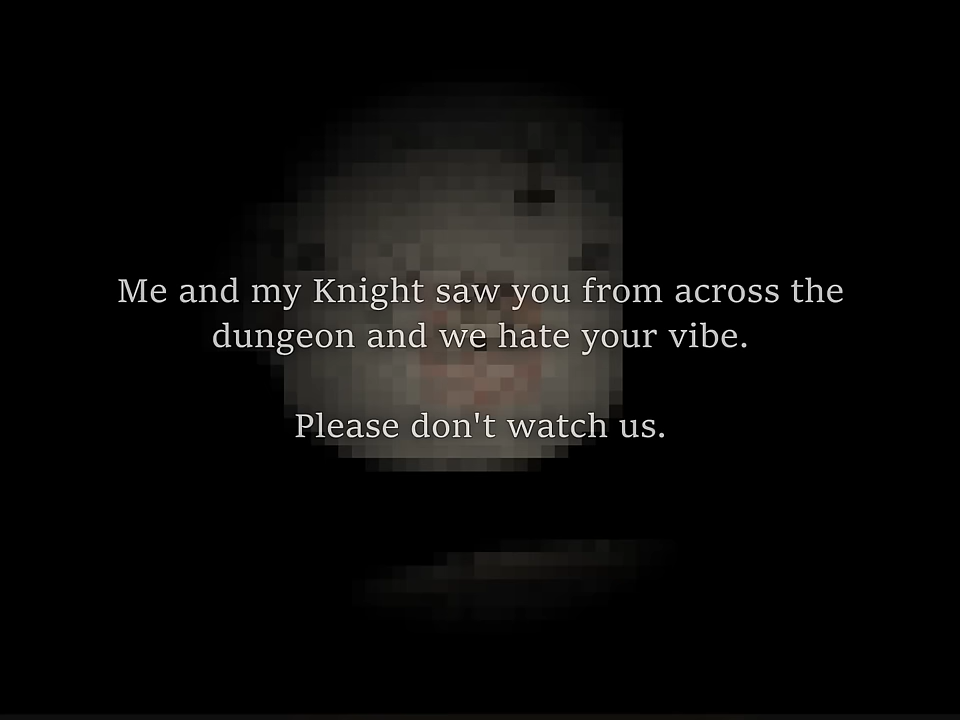 Me and my Knight saw you from across the
dungeon and we hate your vibe.
Please don't watch us.